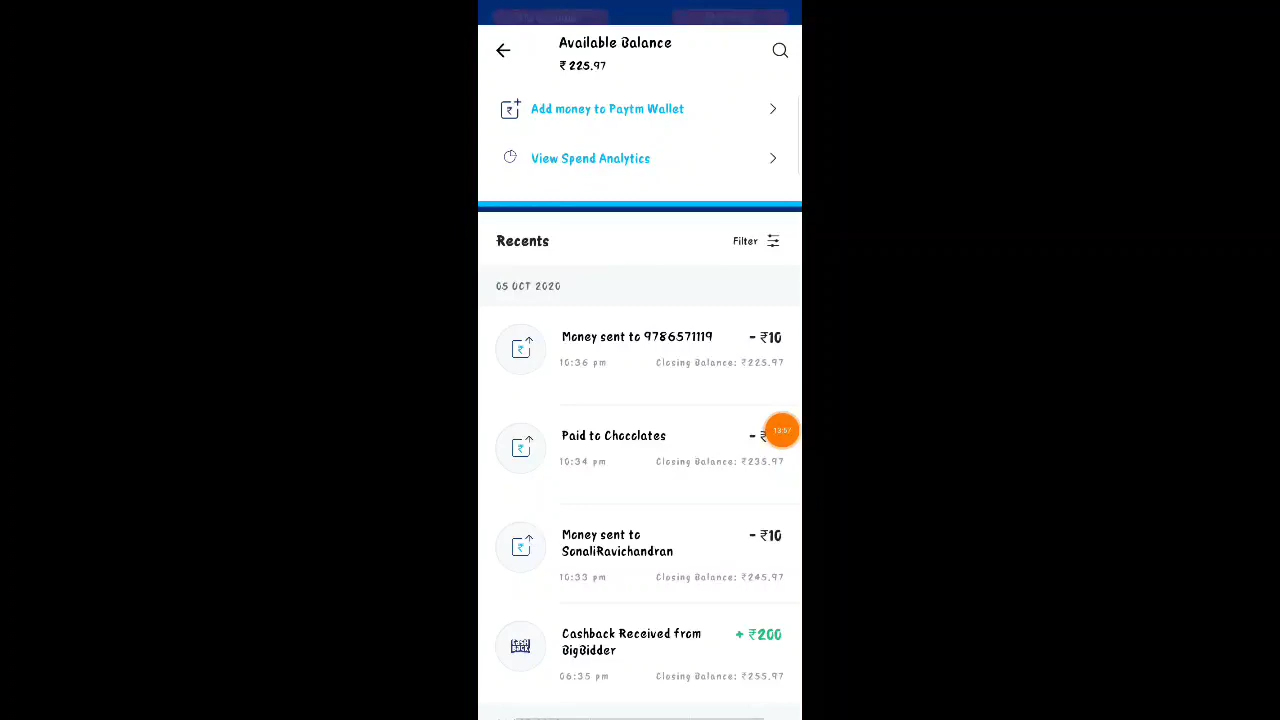 Available Balance
₹ 225.97
Add money to Paytm Wallet
View Spend Analytics
Recents
Filter
05 OCT 2020
Money sent to 9786571119 - ₹10
10:36 pm Closing Balance: ₹225.97
Paid to Chocolates - ₹
10:34 pm Closing Balance: ₹235.97
Money sent to - ₹10
SonaliRavichandran
10:33 pm Closing Balance: ₹245.97
Cashback Received from + ₹200
BigBidder
06:35 pm Closing Balance: ₹255.97
CASH
BACK